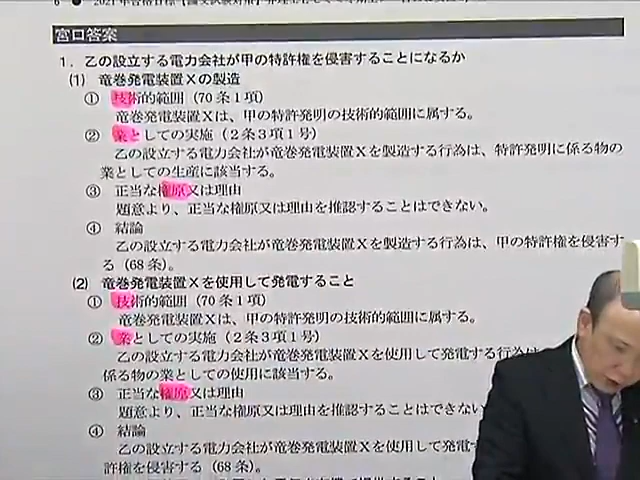 宮口答案
1．乙の設立する電力会社が甲の特許権を侵害することになるか
(1) 竜巻発電装置Xの製造
① 技術的範囲（70条1項）
竜巻発電装置Xは、甲の特許発明の技術的範囲に属する。
② 業としての実施（2条3項1号）
乙の設立する電力会社が竜巻発電装置Xを製造する行為は、特許発明に係る物の
業としての生産に該当する。
③ 正当な権原又は理由
題意より、正当な権原又は理由を推認することはできない。
④ 結論
乙の設立する電力会社が竜巻発電装置Xを製造する行為は、甲の特許権を侵害す
る（68条）。
(2) 竜巻発電装置Xを使用して発電すること
① 技術的範囲（70条1項）
竜巻発電装置Xは、甲の特許発明の技術的範囲に属する。
② 業としての実施（2条3項1号）
乙の設立する電力会社が竜巻発電装置Xを使用して発電する行為は
係る物の業としての使用に該当する。
③ 正当な権原又は理由
題意より、正当な権原又は理由を推認することはできない
④ 結論
乙の設立する電力会社が竜巻発電装置Xを使用して発電
許権を侵害する（68条）。